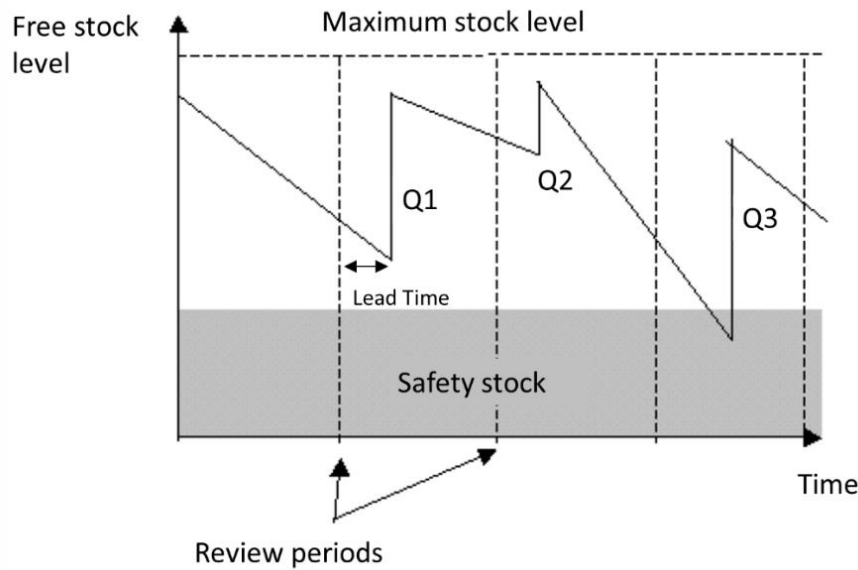 Free stock
level
Maximum stock level
Q1
Q2
Q3
Lead Time
Safety stock
Time
Review periods